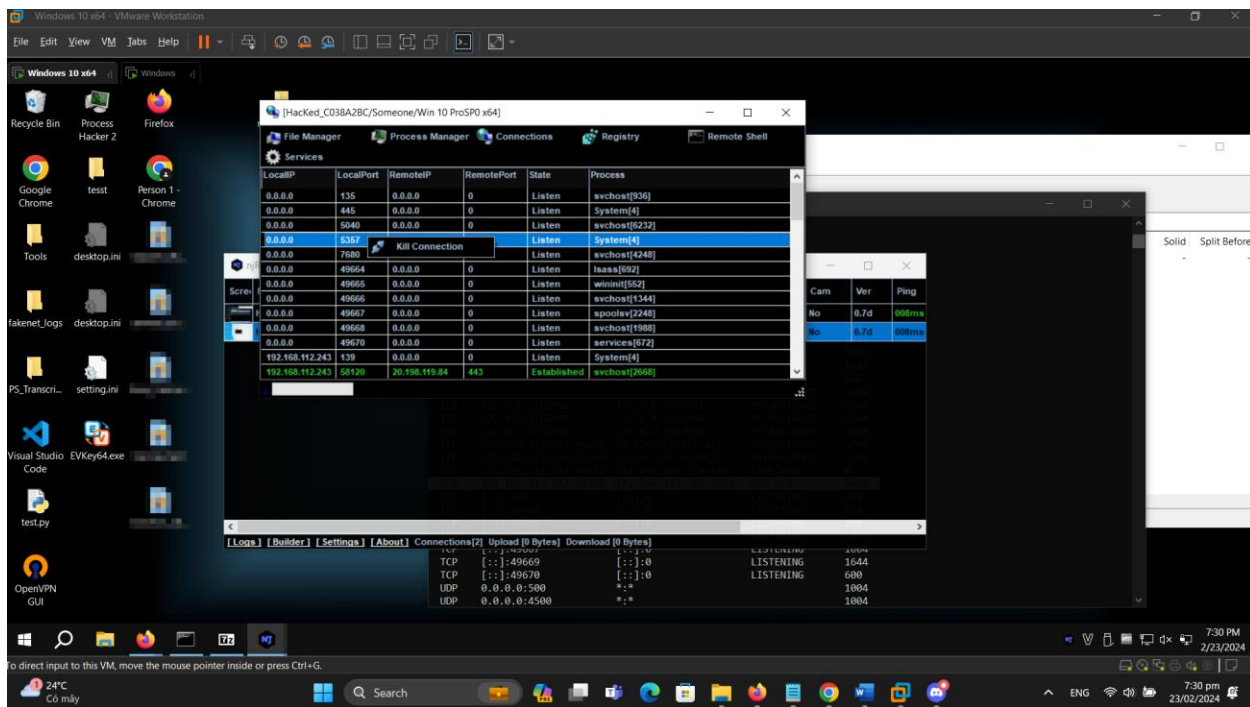 Windows 10 x64 - VMware Workstation
File Edit View VM Tabs Help
Windows 10 x64 Windows
Recycle Bin
Process Hacker 2
Firefox
Google Chrome
tesst
Person 1 - Chrome
Tools
desktop.ini
fakenet_logs
desktop.ini
PS_Transcri...
setting.ini
Visual Studio Code
EVKey64.exe
test.py
OpenVPN GUI
[HacKed_C038A2BC/Someone/Win 10 ProSP0 x64]
File Manager Process Manager Connections Registry Remote Shell
Services
LocalIP LocalPort RemoteIP RemotePort State Process
0.0.0.0 135 0.0.0.0 0 Listen svchost[936]
0.0.0.0 445 0.0.0.0 0 Listen System[4]
0.0.0.0 5040 0.0.0.0 0 Listen svchost[6232]
0.0.0.0 5357 Listen System[4]
Kill Connection
0.0.0.0 7680 Listen svchost[4248]
0.0.0.0 49664 0.0.0.0 0 Listen lsass[692]
0.0.0.0 49665 0.0.0.0 0 Listen wininit[552]
0.0.0.0 49666 0.0.0.0 0 Listen svchost[1344]
0.0.0.0 49667 0.0.0.0 0 Listen spoolsv[2248]
0.0.0.0 49668 0.0.0.0 0 Listen svchost[1988]
0.0.0.0 49670 0.0.0.0 0 Listen services[672]
192.168.112.243 139 0.0.0.0 0 Listen System[4]
192.168.112.243 58120 20.198.119.84 443 Established svchost[2668]
Solid Split Before
Cam Ver Ping
No 0.7d 008ms
No 0.7d 008ms
[Logs] [Builder] [Settings] [About] Connections[2] Upload [0 Bytes] Download [0 Bytes]
TCP [::]:49669 [::]:0 LISTENING 1644
TCP [::]:49670 [::]:0 LISTENING 600
UDP 0.0.0.0:500 *:* 1004
UDP 0.0.0.0:4500 *:* 1004
7:30 PM
2/23/2024
To direct input to this VM, move the mouse pointer inside or press Ctrl+G.
24°C
Có mây
Search
ENG
7:30 pm
23/02/2024